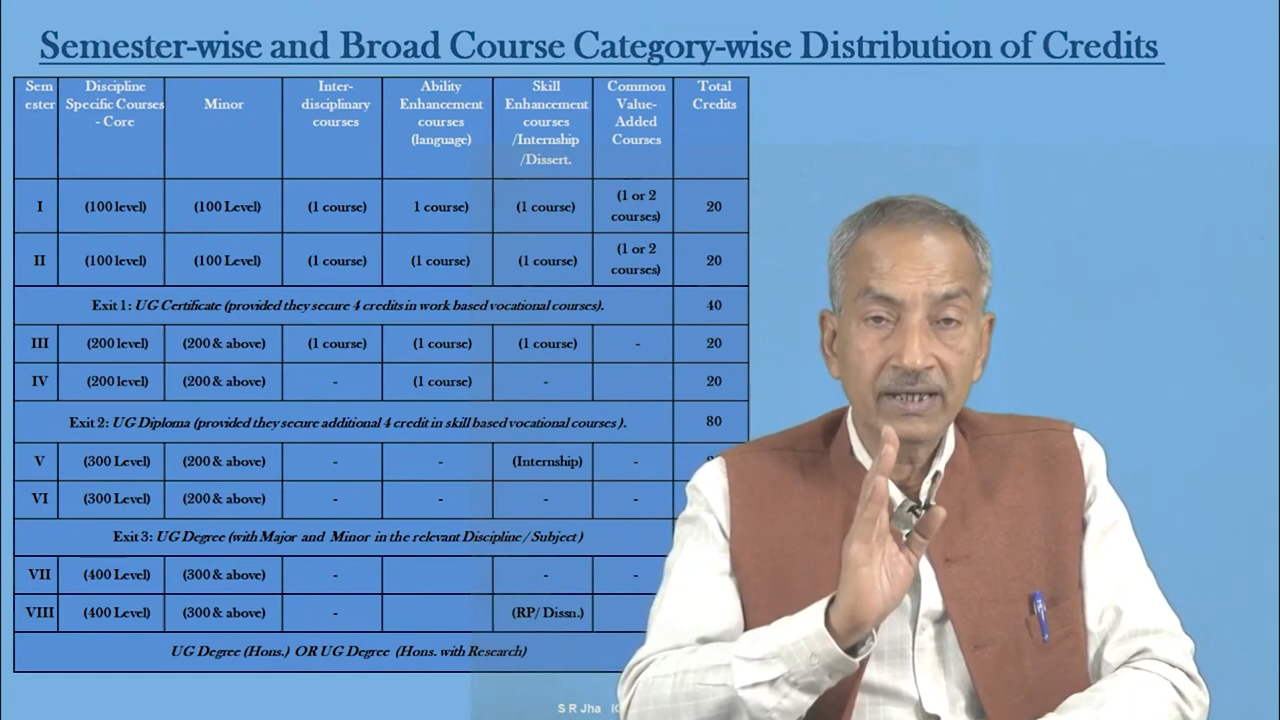 Semester-wise and Broad Course Category-wise Distribution of Credits
Sem ester | Discipline Specific Courses - Core | Minor | Inter-disciplinary courses | Ability Enhancement courses (language) | Skill Enhancement courses /Internship /Dissert. | Common Value-Added Courses | Total Credits
I | (100 level) | (100 Level) | (1 course) | 1 course) | (1 course) | (1 or 2 courses) | 20
II | (100 level) | (100 Level) | (1 course) | (1 course) | (1 course) | (1 or 2 courses) | 20
Exit 1: UG Certificate (provided they secure 4 credits in work based vocational courses). | 40
III | (200 level) | (200 & above) | (1 course) | (1 course) | (1 course) | - | 20
IV | (200 level) | (200 & above) | - | (1 course) | - | 20
Exit 2: UG Diploma (provided they secure additional 4 credit in skill based vocational courses ). | 80
V | (300 Level) | (200 & above) | - | - | (Internship) | -
VI | (300 Level) | (200 & above) | - | - | - | -
Exit 3: UG Degree (with Major and Minor in the relevant Discipline / Subject )
VII | (400 Level) | (300 & above) | - | - | -
VIII | (400 Level) | (300 & above) | - | (RP/ Dissn.)
UG Degree (Hons.) OR UG Degree (Hons. with Research)
S R Jha